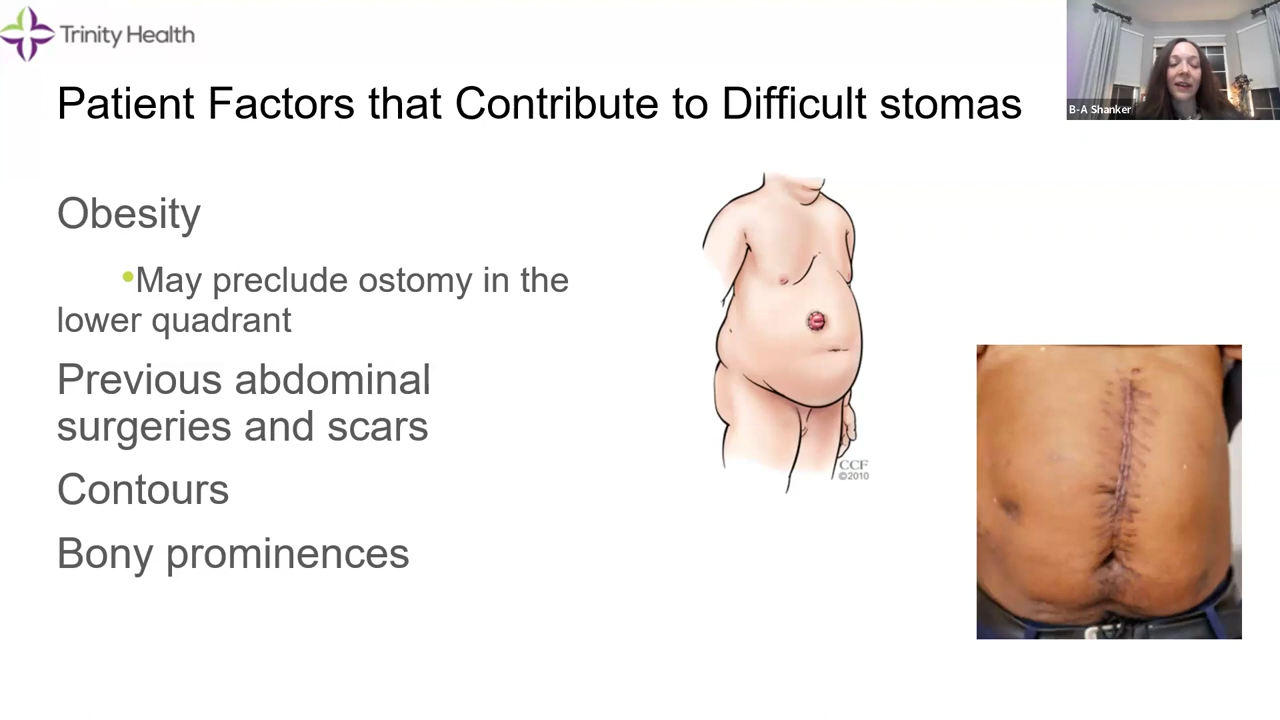 Trinity Health
Patient Factors that Contribute to Difficult stomas
B-A Shanker
Obesity
•May preclude ostomy in the
lower quadrant
Previous abdominal
surgeries and scars
Contours
Bony prominences
CCF
©2010